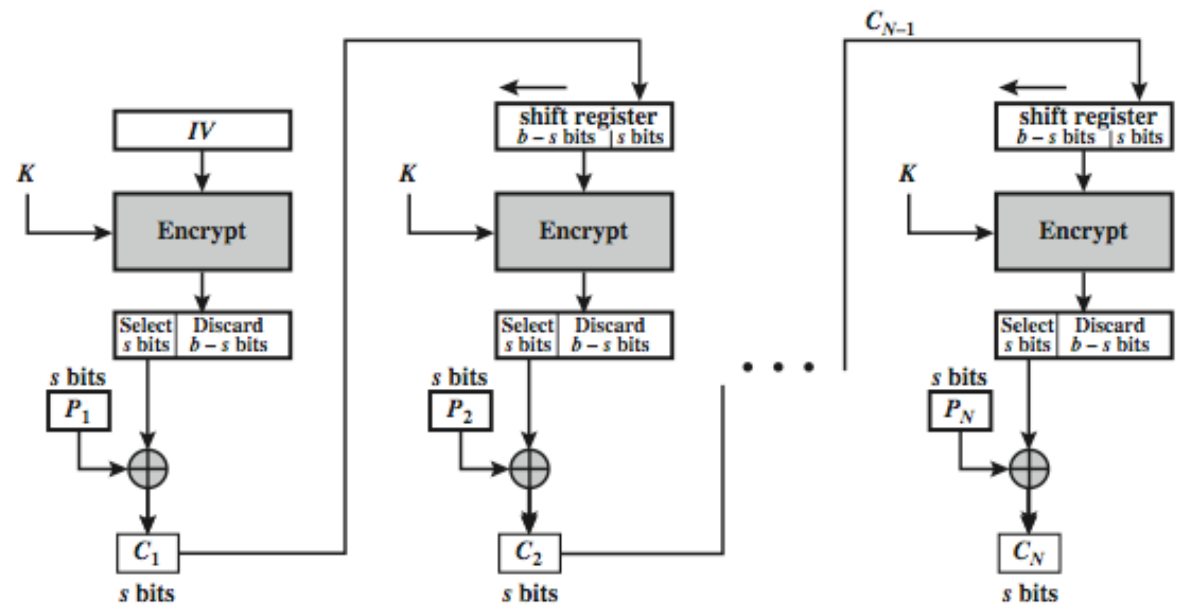 C_{N-1}
IV
shift register
b – s bits | s bits
shift register
b – s bits | s bits
K
K
K
Encrypt
Encrypt
Encrypt
Select Discard
s bits b – s bits
Select Discard
s bits b – s bits
Select Discard
s bits b – s bits
s bits
s bits
s bits
P_1
P_2
P_N
C_1
C_2
C_N
s bits
s bits
s bits